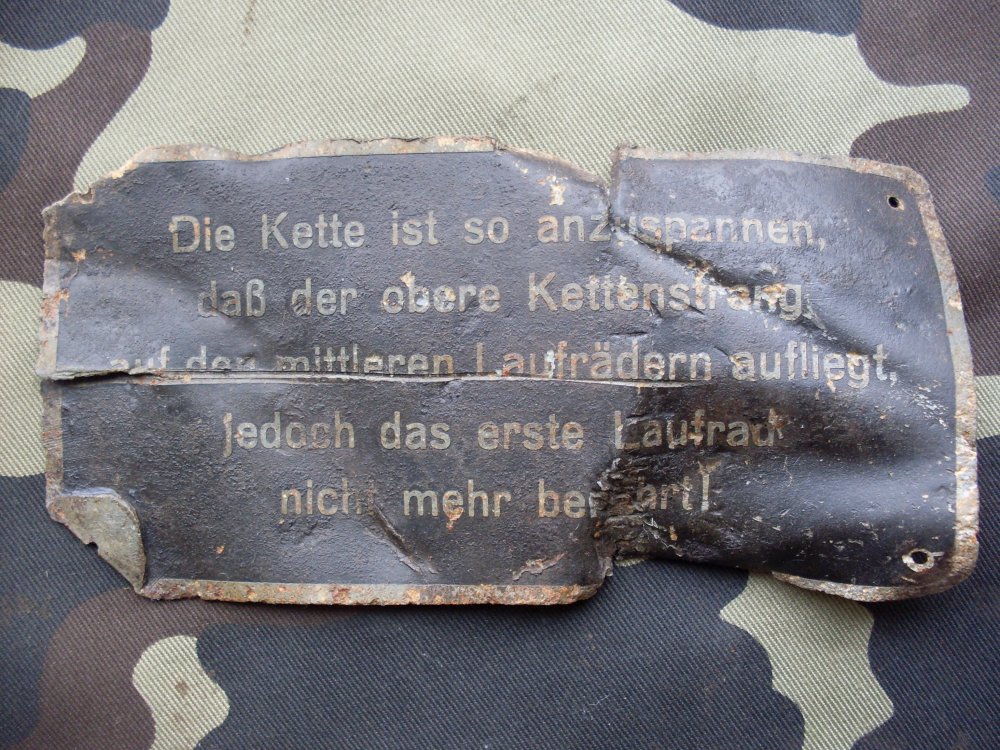 Die Kette ist so anzuspannen,
daß der obere Kettenstrang,
auf den mittleren Laufrädern aufliegt,
jedoch das erste Laufrad
nicht mehr berührt!